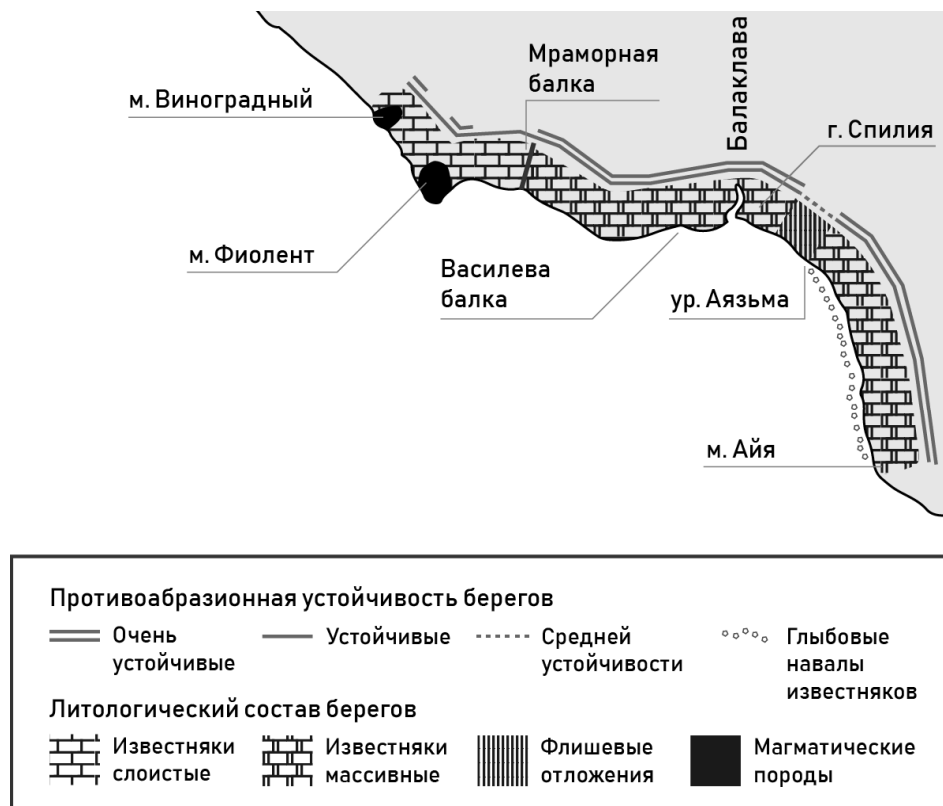 Мраморная
балка
Балаклава
м. Виноградный
г. Спилия
м. Фиолент
Василева
балка
ур. Аязьма
м. Айя
Противоабразионная устойчивость берегов
Очень
устойчивые
Устойчивые
Средней
устойчивости
Глыбовые
навалы
известняков
Литологический состав берегов
Известняки
слоистые
Известняки
массивные
Флишевые
отложения
Магматические
породы